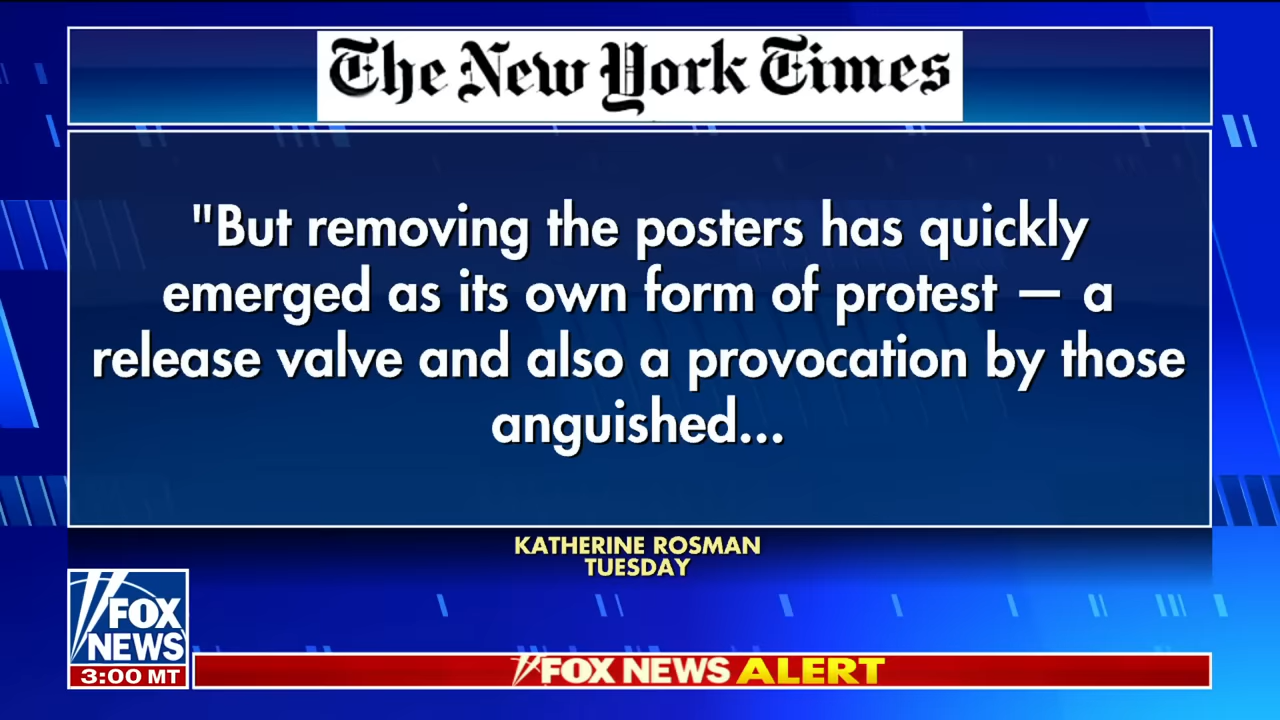 The New York Times
"But removing the posters has quickly
emerged as its own form of protest — a
release valve and also a provocation by those
anguished...
KATHERINE ROSMAN
TUESDAY
FOX
NEWS
3:00 MT
FOX NEWS ALERT